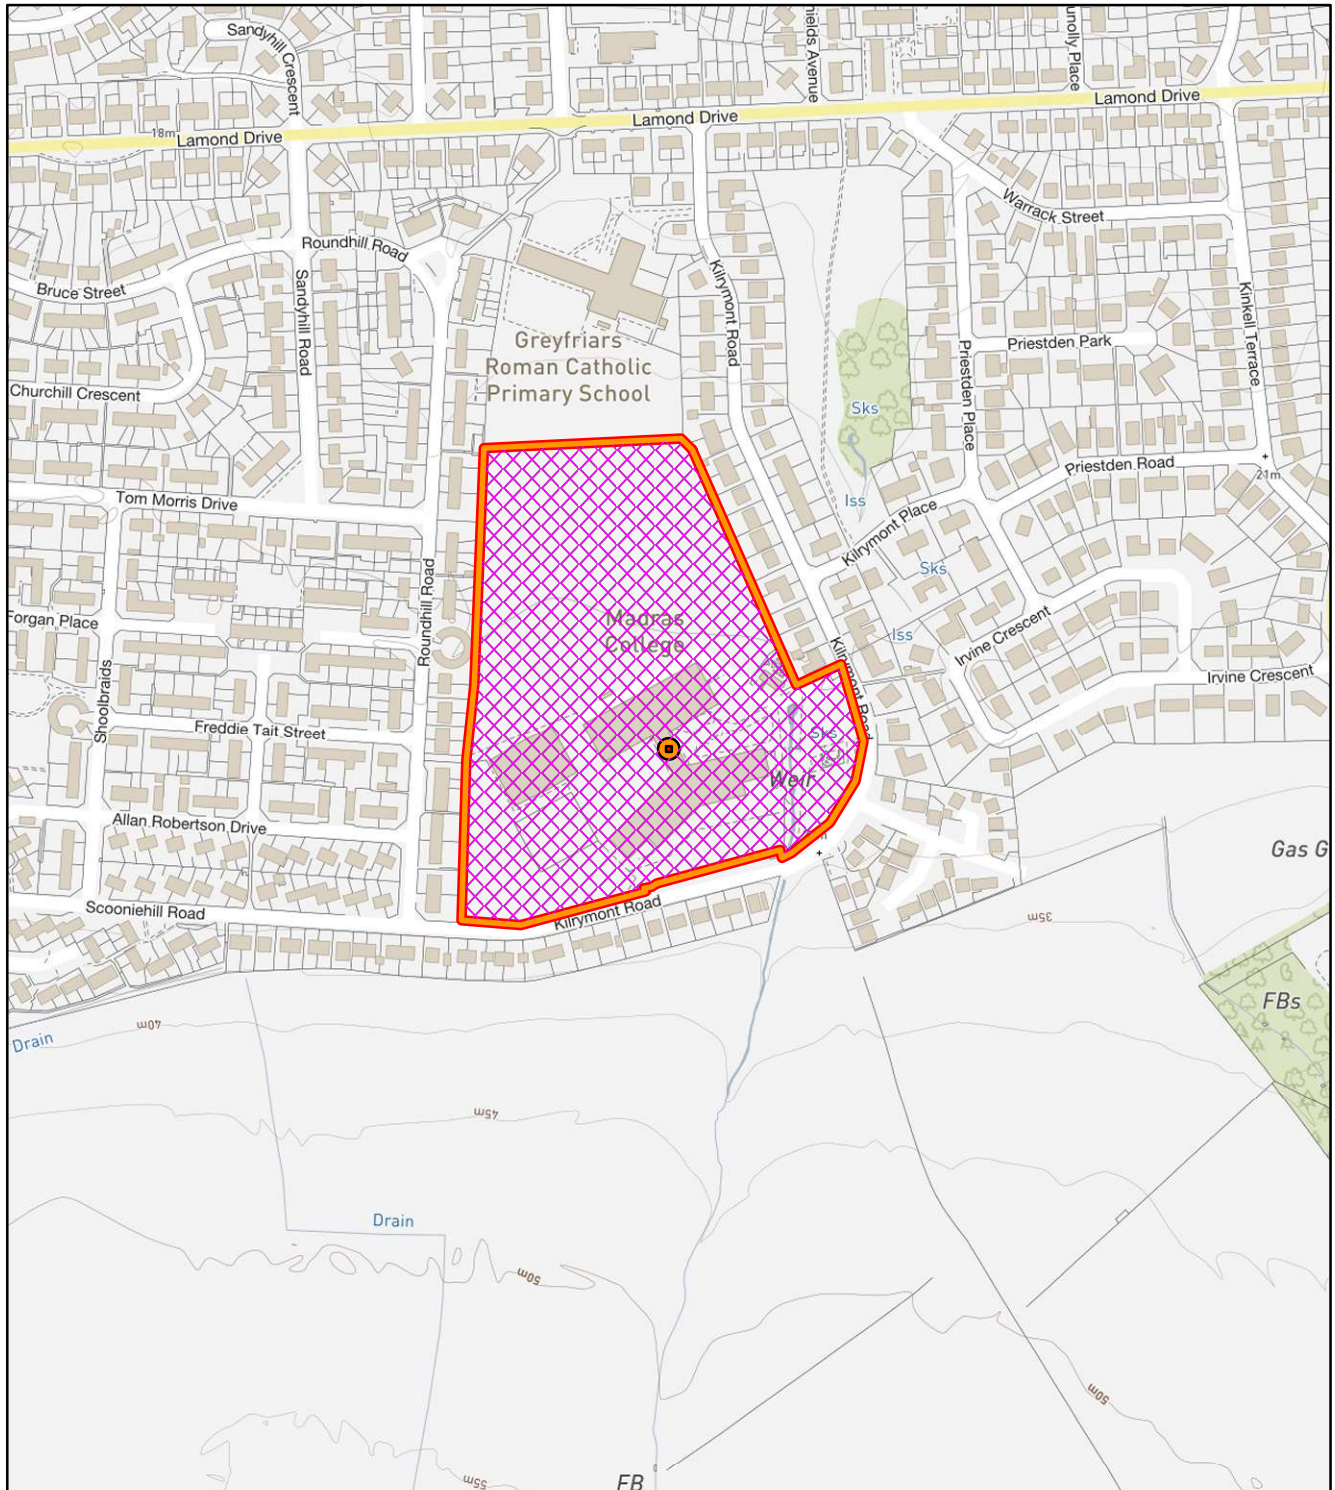 Sandyhill Crescent
Shields Avenue
unolly Place
Lamond Drive
Lamond Drive
18m
Lamond Drive
Warrack Street
Roundhill Road
Bruce Street
Sandyhill Road
Kilrymont Road
Kinkell Terrace
Greyfriars
Roman Catholic
Primary School
Priestden Park
Priestden Place
Churchill Crescent
Sks
Priestden Road
21m
Tom Morris Drive
Iss
Kilrymont Place
Sks
Roundhill Road
Forgan Place
Madras
College
Iss
Irvine Crescent
Kilrymont Road
Irvine Crescent
Shoolbraids
Freddie Tait Street
Sks
Weir
Allan Robertson Drive
Gas G
Scooniehill Road
Kilrymont Road
35m
FBs
40m
Drain
45m
Drain
50m
50m
55m
FB